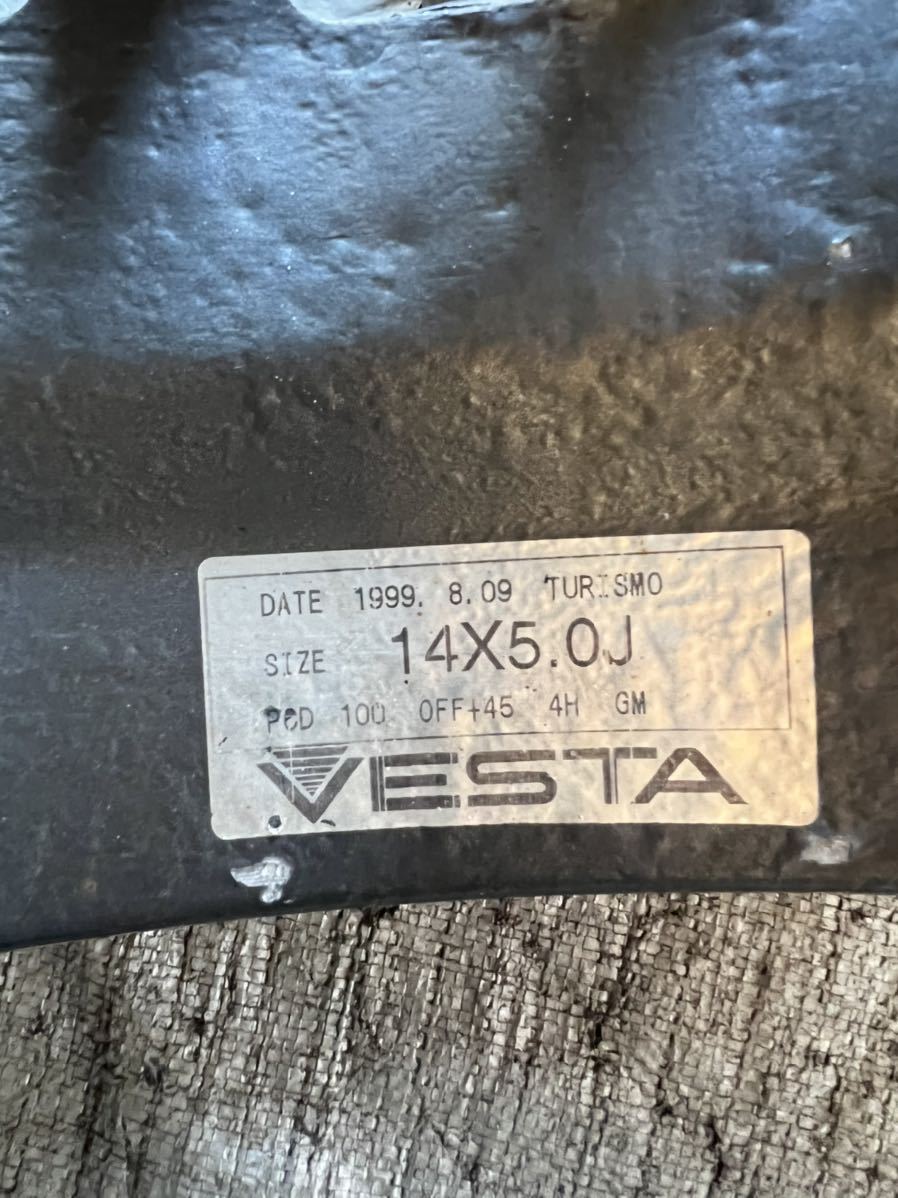 DATE 1999. 8.09 TURISMO
SIZE 14X5.0J
PCD 100 OFF+45 4H GM
VESTA